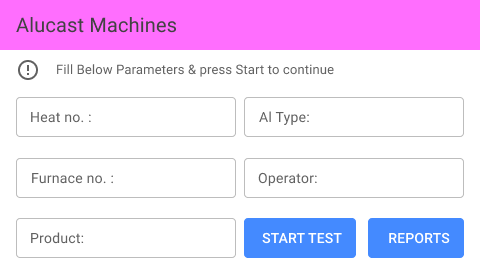 Alucast Machines
Fill Below Parameters & press Start to continue
Heat no. :
Al Type:
Furnace no. :
Operator:
Product:
START TEST
REPORTS